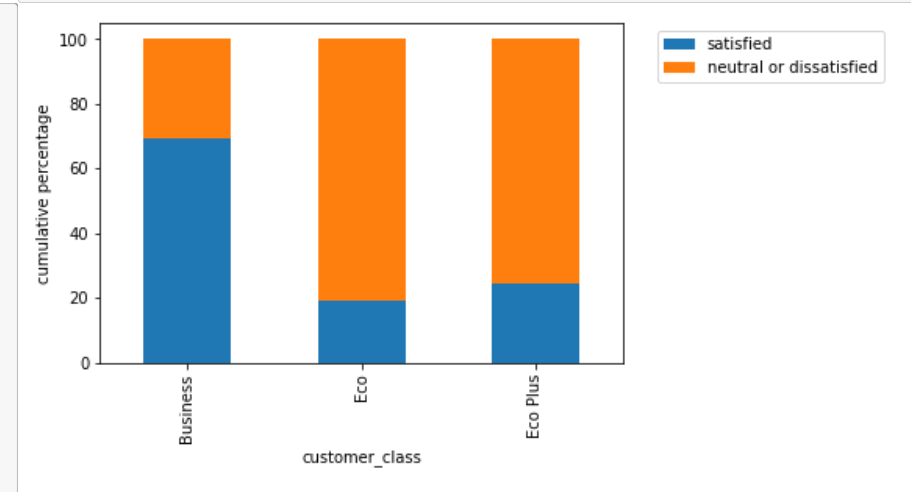 100
80
60
40
20
0
cumulative percentage
Business
Eco
Eco Plus
customer_class
satisfied
neutral or dissatisfied